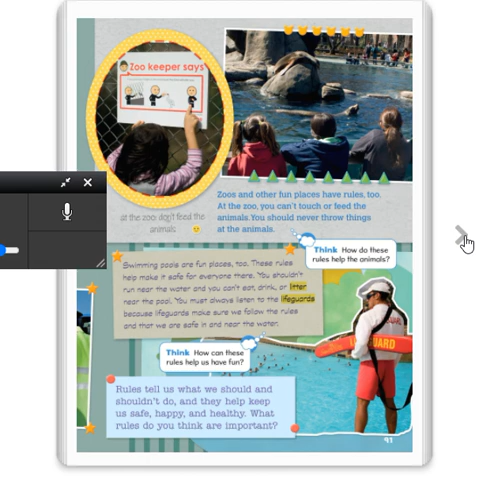 Zoo keeper says
Zoos and other fun places have rules, too.
At the zoo, you can't touch or feed the
animals. You should never throw things
at the animals.
at the zoo don't feed the
animals
Think How do these
rules help the animals?
Swimming pools are fun places, too. These rules
help make it safe for everyone there. You shouldn't
run near the water and you can't eat, drink, or litter
near the pool. You must always listen to the lifeguards
because lifeguards make sure we follow the rules
and that we are safe in and near the water.
GUARD
Think How can these
rules help us have fun?
Rules tell us what we should and
shouldn't do, and they help keep
us safe, happy, and healthy. What
rules do you think are important?
91